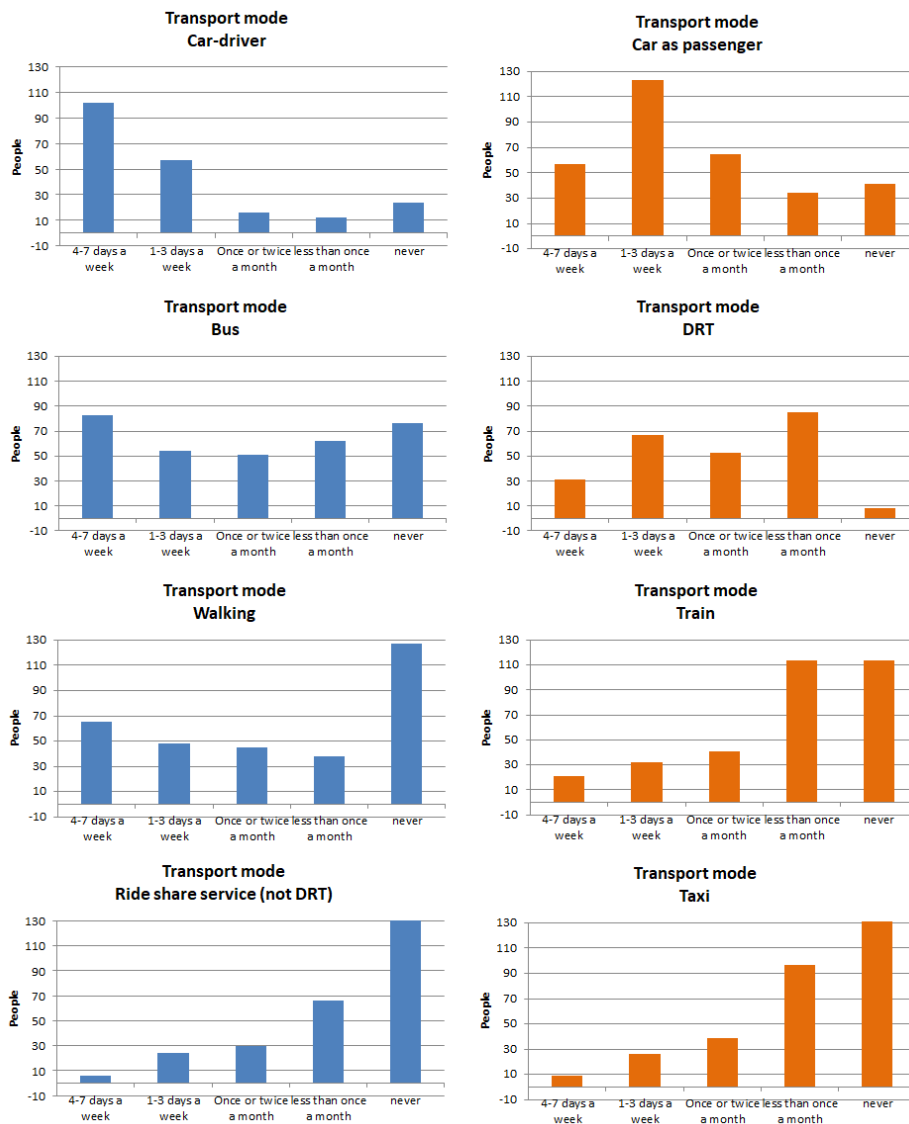 Transport mode
Car-driver
130
110
90
70
50
30
10
-10
People
4-7 days a
week
1-3 days a
week
Once or twice
a month
less than once
a month
never
Transport mode
Car as passenger
130
110
90
70
50
30
10
-10
People
4-7 days a
week
1-3 days a
week
Once or twice
a month
less than once
a month
never
Transport mode
Bus
130
110
90
70
50
30
10
-10
People
4-7 days a
week
1-3 days a
week
Once or twice
a month
less than once
a month
never
Transport mode
DRT
130
110
90
70
50
30
10
-10
People
4-7 days a
week
1-3 days a
week
Once or twice
a month
less than once
a month
never
Transport mode
Walking
130
110
90
70
50
30
10
-10
People
4-7 days a
week
1-3 days a
week
Once or twice
a month
less than once
a month
never
Transport mode
Train
130
110
90
70
50
30
10
-10
People
4-7 days a
week
1-3 days a
week
Once or twice
a month
less than once
a month
never
Transport mode
Ride share service (not DRT)
130
110
90
70
50
30
10
-10
People
4-7 days a
week
1-3 days a
week
Once or twice
a month
less than once
a month
never
Transport mode
Taxi
130
110
90
70
50
30
10
-10
People
4-7 days a
week
1-3 days a
week
Once or twice
a month
less than once
a month
never